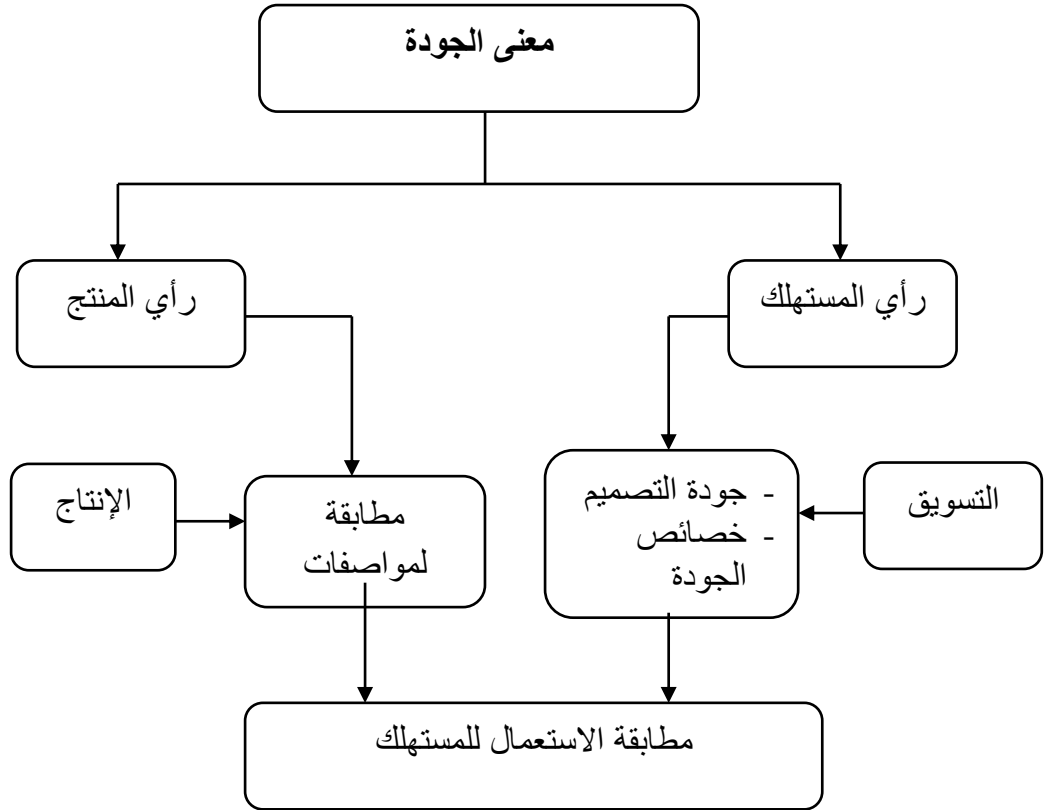 معنى الجودة
رأي المستهلك
رأي المنتج
التسويق
- جودة التصميم
- خصائص
الجودة
مطابقة
لمواصفات
الإنتاج
مطابقة الاستعمال للمستهلك